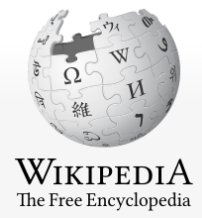 Ω W И
維
WIKIPEDIA
The Free Encyclopedia